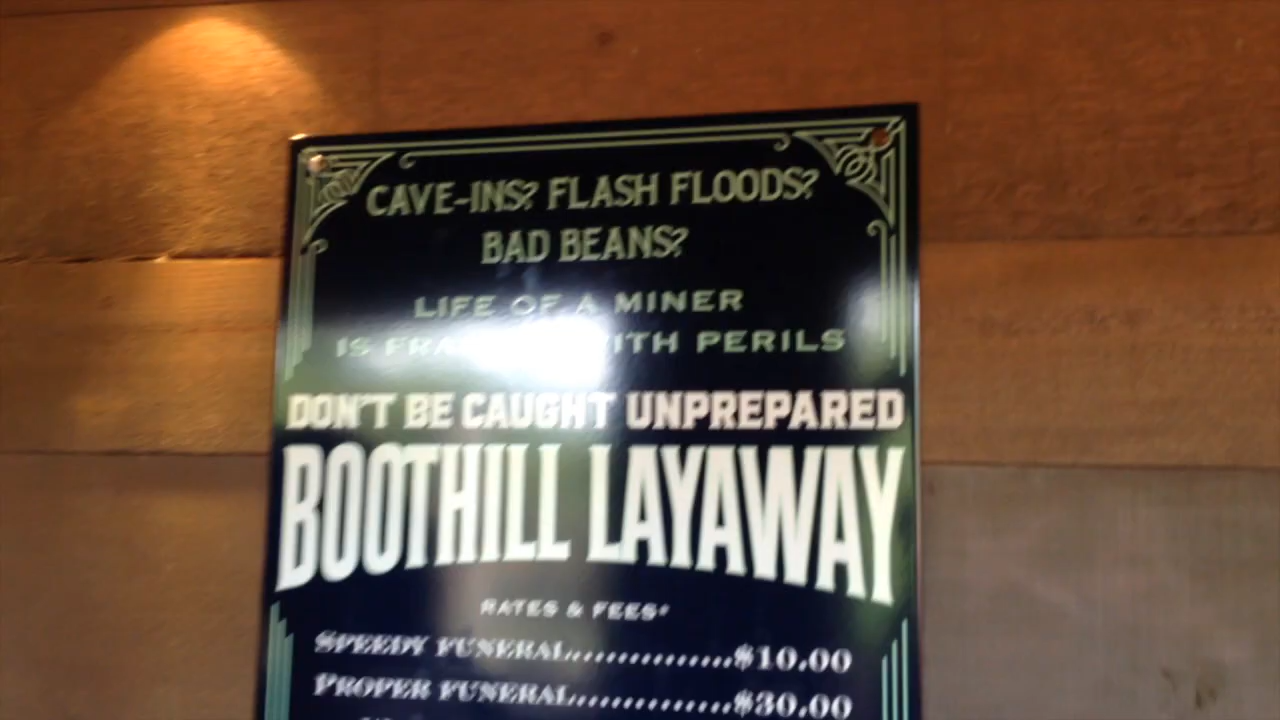 CAVE-INS? FLASH FLOODS?
BAD BEANS?
LIFE OF A MINER
IS WITH PERILS
DON'T BE CAUGHT UNPREPARED
BOOTHILL LAYAWAY
RATES & FEES*
SPEEDY FUNERAL...............$10.00
PROPER FUNERAL...............$30.00